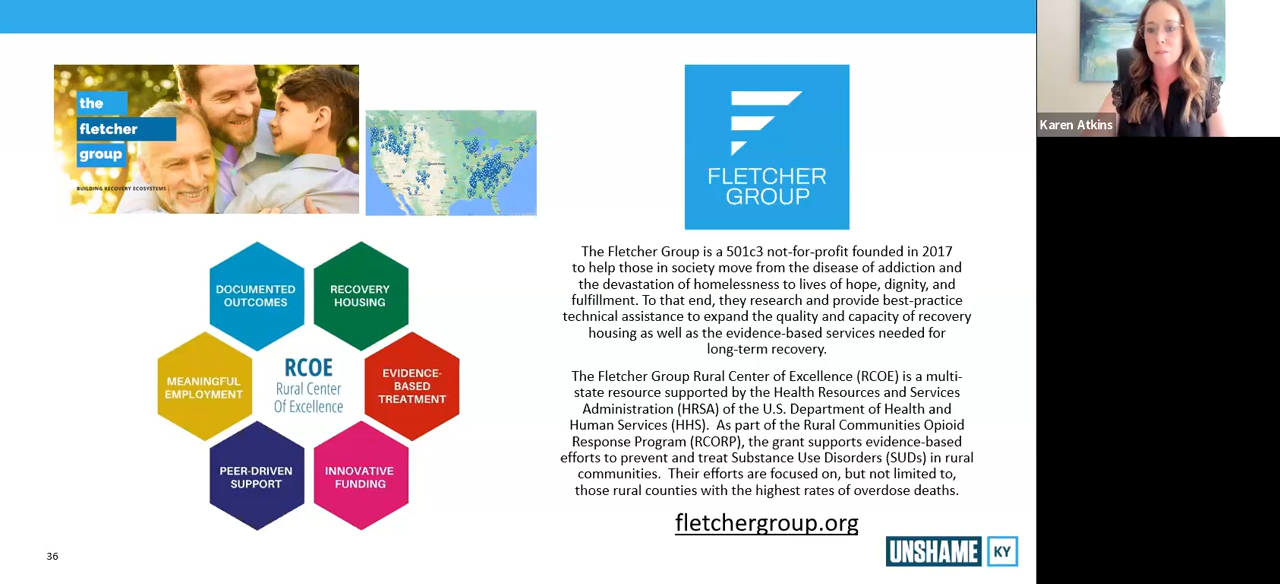 the
fletcher
group
BUILDING RECOVERY ECOSYSTEMS
FLETCHER
GROUP
Karen Atkins
DOCUMENTED
OUTCOMES
RECOVERY
HOUSING
MEANINGFUL
EMPLOYMENT
RCOE
Rural Center
Of Excellence
EVIDENCE-
BASED
TREATMENT
PEER-DRIVEN
SUPPORT
INNOVATIVE
FUNDING
The Fletcher Group is a 501c3 not-for-profit founded in 2017
to help those in society move from the disease of addiction and
the devastation of homelessness to lives of hope, dignity, and
fulfillment. To that end, they research and provide best-practice
technical assistance to expand the quality and capacity of recovery
housing as well as the evidence-based services needed for
long-term recovery.
The Fletcher Group Rural Center of Excellence (RCOE) is a multi-
state resource supported by the Health Resources and Services
Administration (HRSA) of the U.S. Department of Health and
Human Services (HHS).  As part of the Rural Communities Opioid
Response Program (RCORP), the grant supports evidence-based
efforts to prevent and treat Substance Use Disorders (SUDs) in rural
communities.  Their efforts are focused on, but not limited to,
those rural counties with the highest rates of overdose deaths.
fletchergroup.org
UNSHAME KY
36